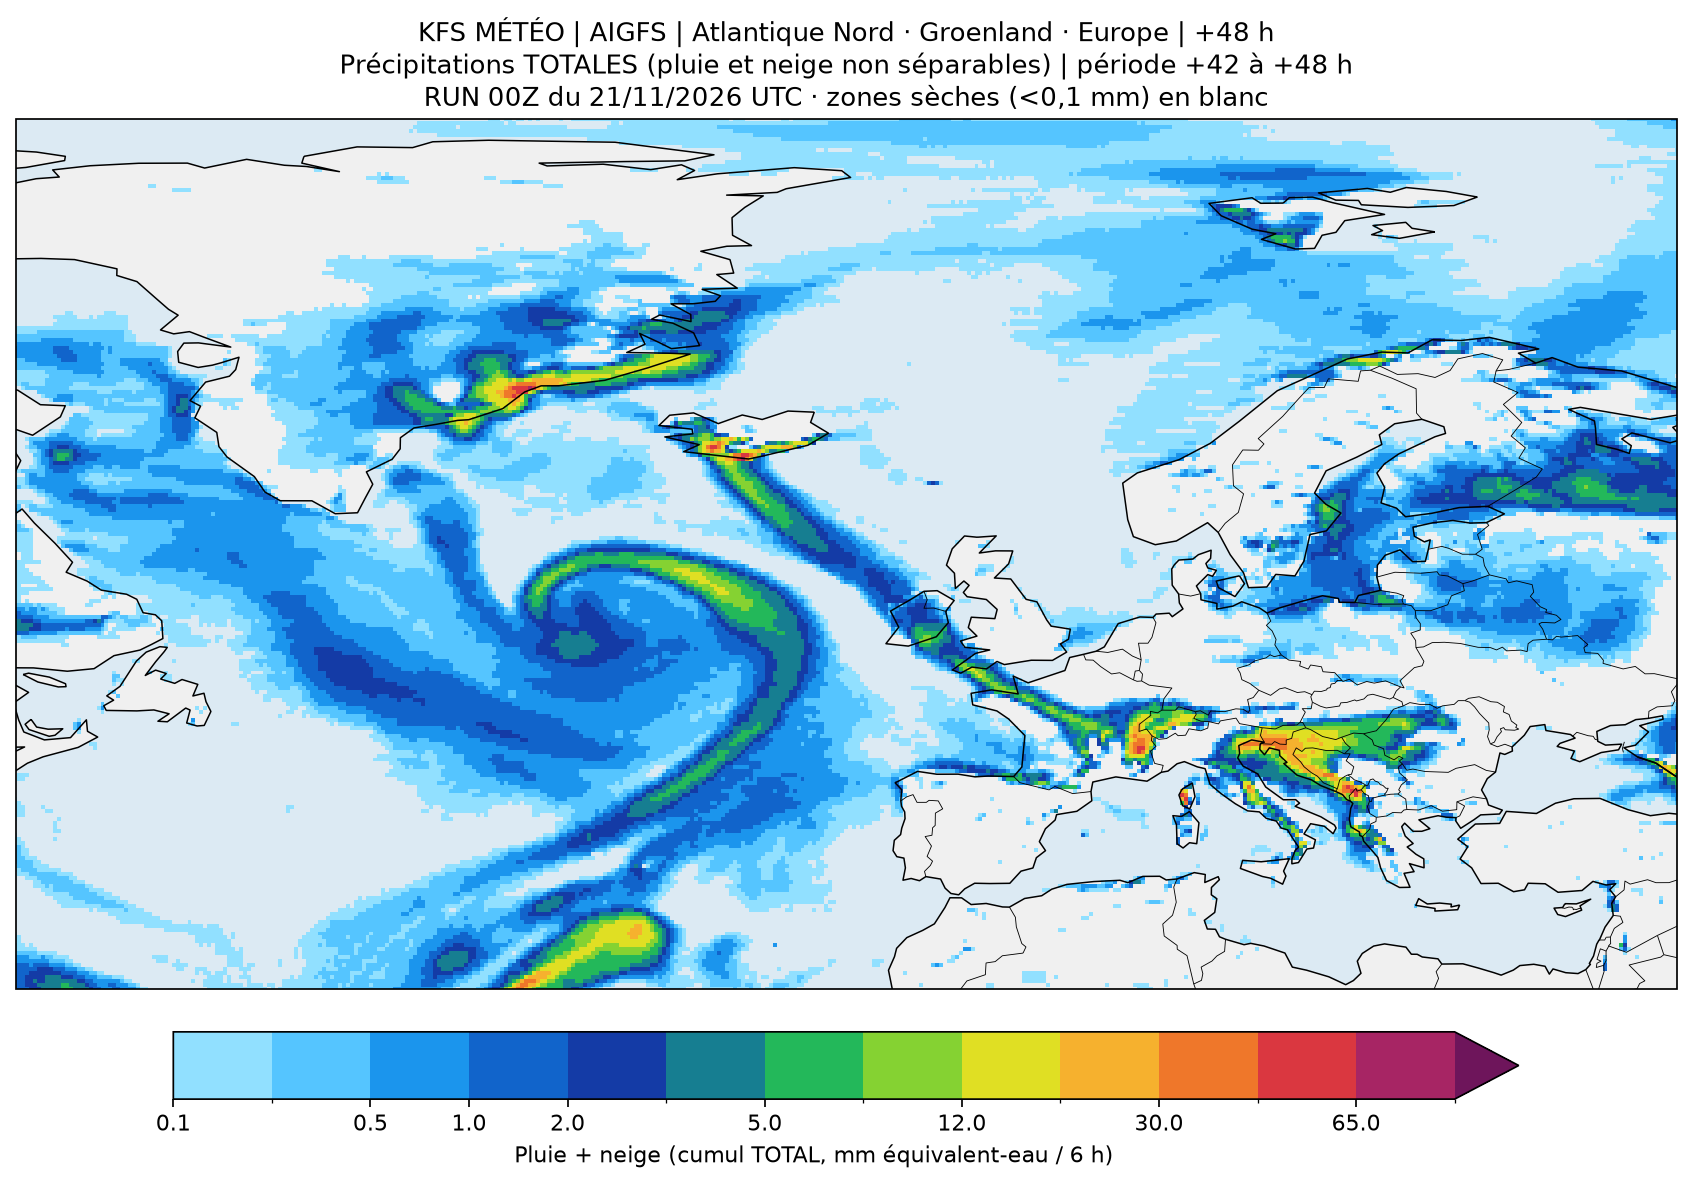 KFS MÉTÉO | AIGFS | Atlantique Nord · Groenland · Europe | +48 h
Précipitations TOTALES (pluie et neige non séparables) | période +42 à +48 h
RUN 00Z du 21/11/2026 UTC · zones sèches (<0,1 mm) en blanc
0.1 0.5 1.0 2.0 5.0 12.0 30.0 65.0
Pluie + neige (cumul TOTAL, mm équivalent-eau / 6 h)